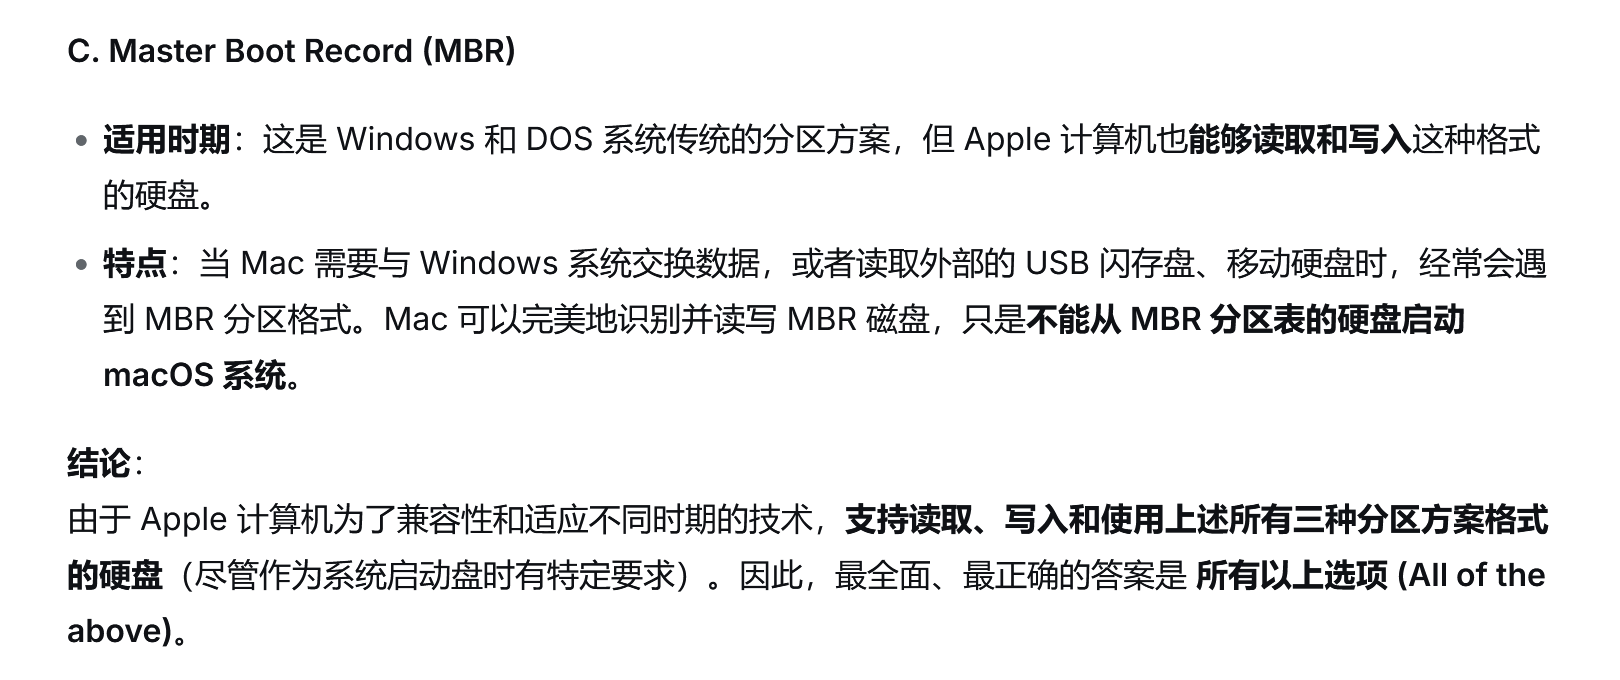 C. Master Boot Record (MBR)
• 适用时期：这是 Windows 和 DOS 系统传统的分区方案，但 Apple 计算机也能够读取和写入这种格式
的硬盘。
• 特点：当 Mac 需要与 Windows 系统交换数据，或者读取外部的 USB 闪存盘、移动硬盘时，经常会遇
到 MBR 分区格式。Mac 可以完美地识别并读写 MBR 磁盘，只是不能从 MBR 分区表的硬盘启动
macOS 系统。
结论：
由于 Apple 计算机为了兼容性和适应不同时期的技术，支持读取、写入和使用上述所有三种分区方案格式
的硬盘（尽管作为系统启动盘时有特定要求）。因此，最全面、最正确的答案是 所有以上选项 (All of the
above)。